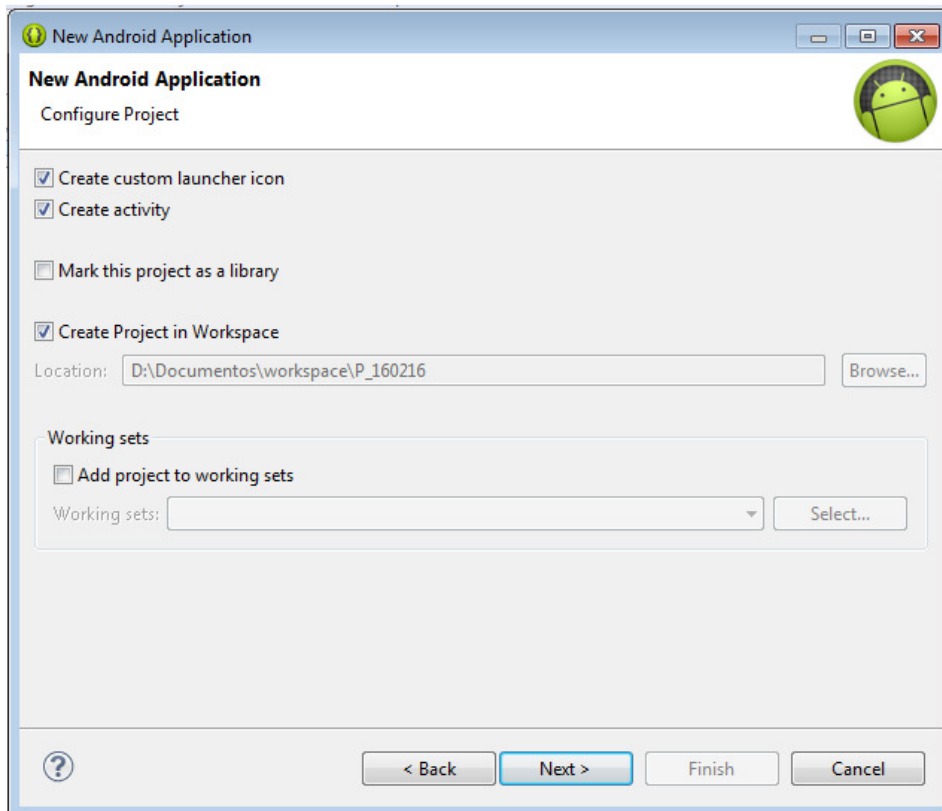 New Android Application
New Android Application
Configure Project
Create custom launcher icon
Create activity
Mark this project as a library
Create Project in Workspace
Location: D:\Documentos\workspace\P_160216 Browse...
Working sets
Add project to working sets
Working sets: Select...
? < Back Next > Finish Cancel